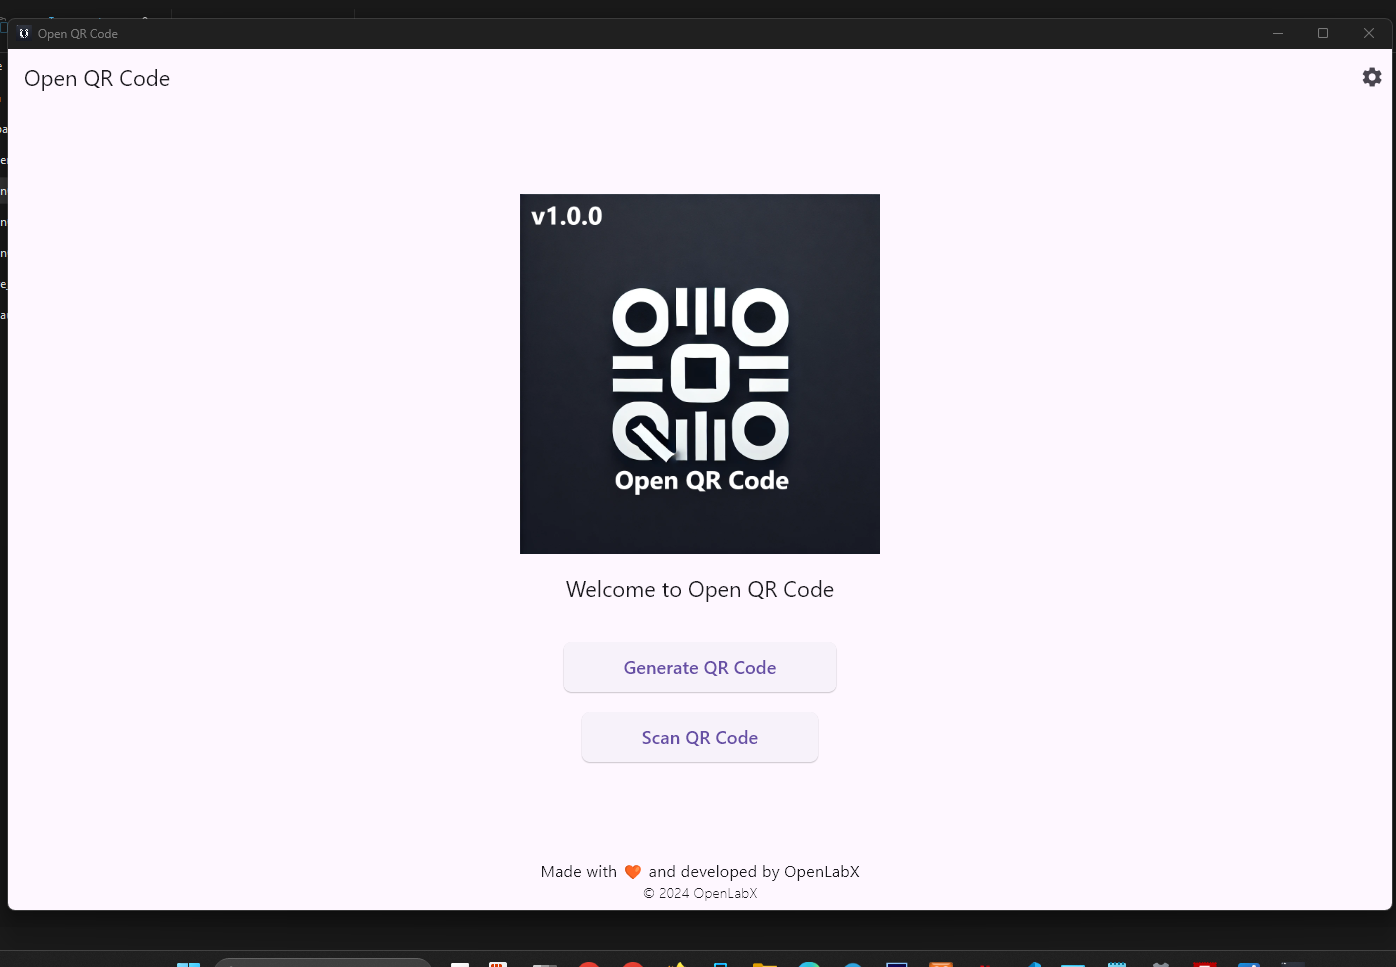 Open QR Code
Open QR Code
v1.0.0
Open QR Code
Welcome to Open QR Code
Generate QR Code
Scan QR Code
Made with ❤ and developed by OpenLabX
© 2024 OpenLabX